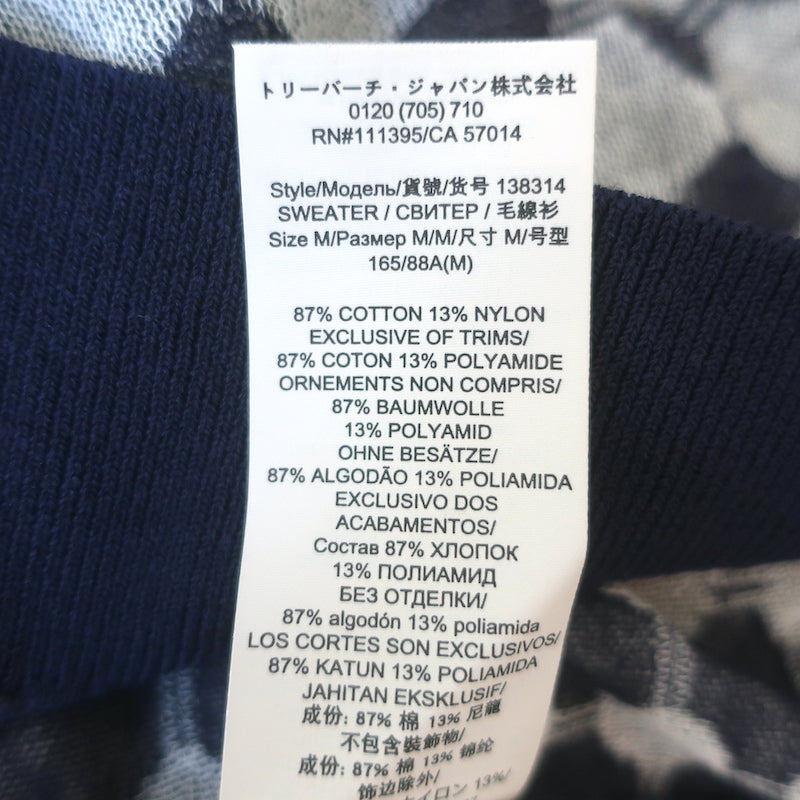 トリーバーチ・ジャパン株式会社
0120 (705) 710
RN#111395/CA 57014
Style/Модель/貨號/货号 138314
SWEATER / СВИТЕР / 毛線衫
Size M/Размер M/M/尺寸 M/号型
165/88A(M)
87% COTTON 13% NYLON
EXCLUSIVE OF TRIMS/
87% COTON 13% POLYAMIDE
ORNEMENTS NON COMPRIS/
87% BAUMWOLLE
13% POLYAMID
OHNE BESÄTZE/
87% ALGODÃO 13% POLIAMIDA
EXCLUSIVO DOS
ACABAMENTOS/
Состав 87% ХЛОПОК
13% ПОЛИАМИД
БЕЗ ОТДЕЛКИ/
87% algodón 13% poliamida
LOS CORTES SON EXCLUSIVOS/
87% KATUN 13% POLIAMIDA
JAHITAN EKSKLUSIF/
成份: 87% 棉 13% 尼龍
不包含裝飾物/
成份: 87% 棉 13% 锦纶
饰边除外/
ナイロン 13%/